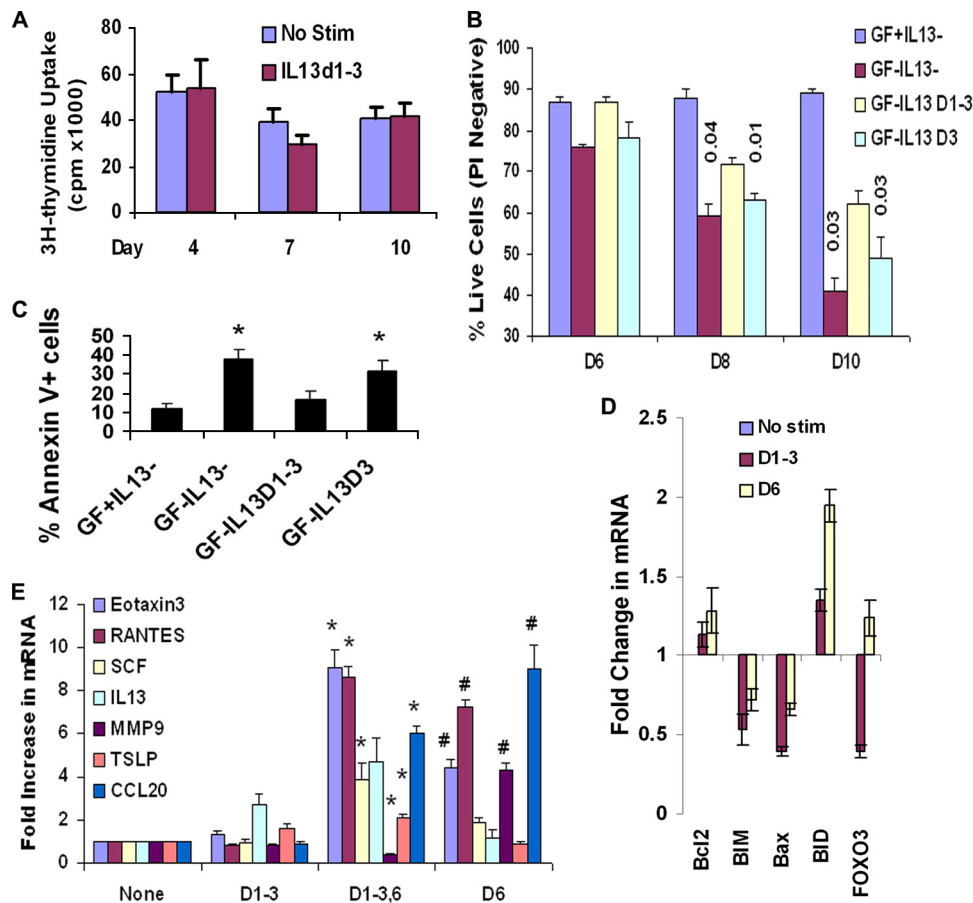 A
3H-thymidine Uptake
(cpm x1000)
80
60
40
20
0
No Stim
IL13d1-3
Day
4
7
10
B
% Live Cells (PI Negative)
100
90
80
70
60
50
40
30
GF+IL13-
GF-IL13-
GF-IL13 D1-3
GF-IL13 D3
0.04
0.01
0.03
0.03
D6
D8
D10
C
% Annexin V+ cells
50
40
30
20
10
0
*
*
GF+IL13-
GF-IL13-
GF-IL13D1-3
GF-IL13D3
D
Fold Change in mRNA
2.5
2
1.5
1
0.5
0
No stim
D1-3
D6
Bcl2
BIM
Bax
BID
FOXO3
E
Fold Increase in mRNA
12
10
8
6
4
2
0
Eotaxin3
RANTES
SCF
IL13
MMP9
TSLP
CCL20
*
*
*
*
*
*
#
#
#
#
None
D1-3
D1-3,6
D6